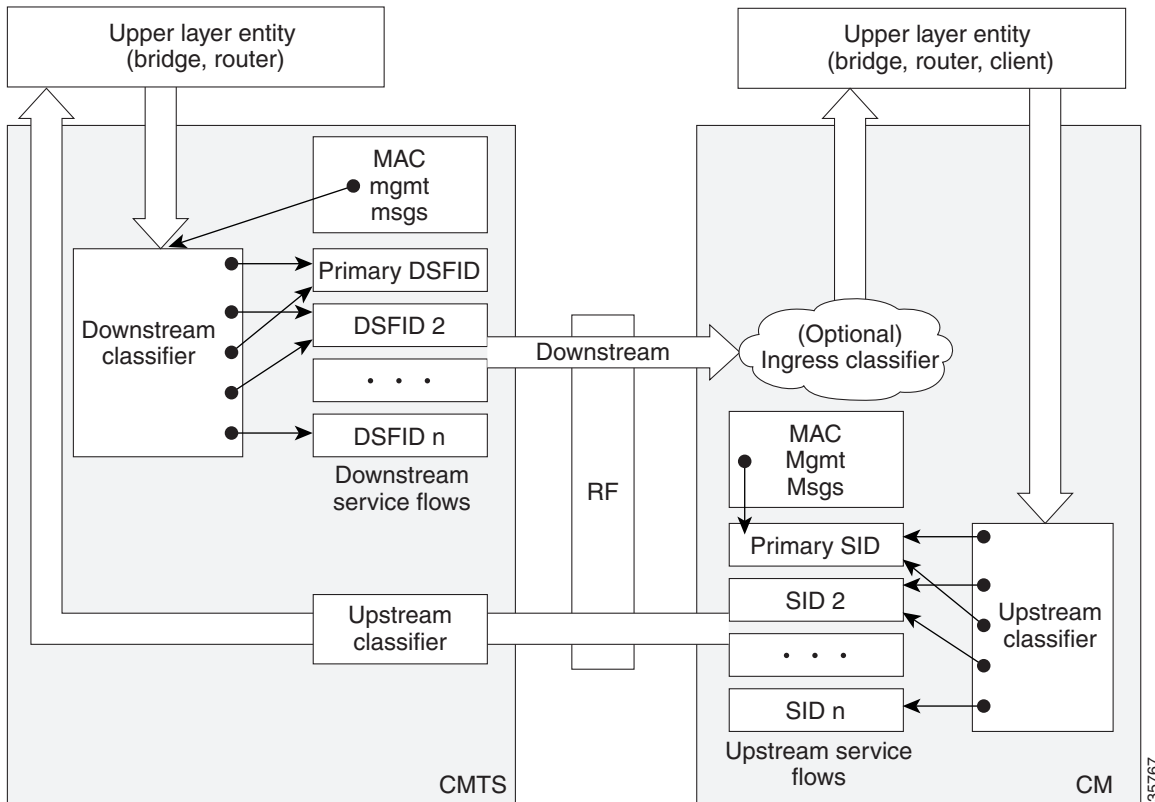 Upper layer entity
(bridge, router)
Upper layer entity
(bridge, router, client)
MAC
mgmt
msgs
Downstream
classifier
Primary DSFID
DSFID 2
. . .
DSFID n
Downstream
service flows
Downstream
RF
(Optional)
Ingress classifier
MAC
Mgmt
Msgs
Primary SID
SID 2
. . .
SID n
Upstream service
flows
Upstream
classifier
Upstream
classifier
CMTS
CM
35767